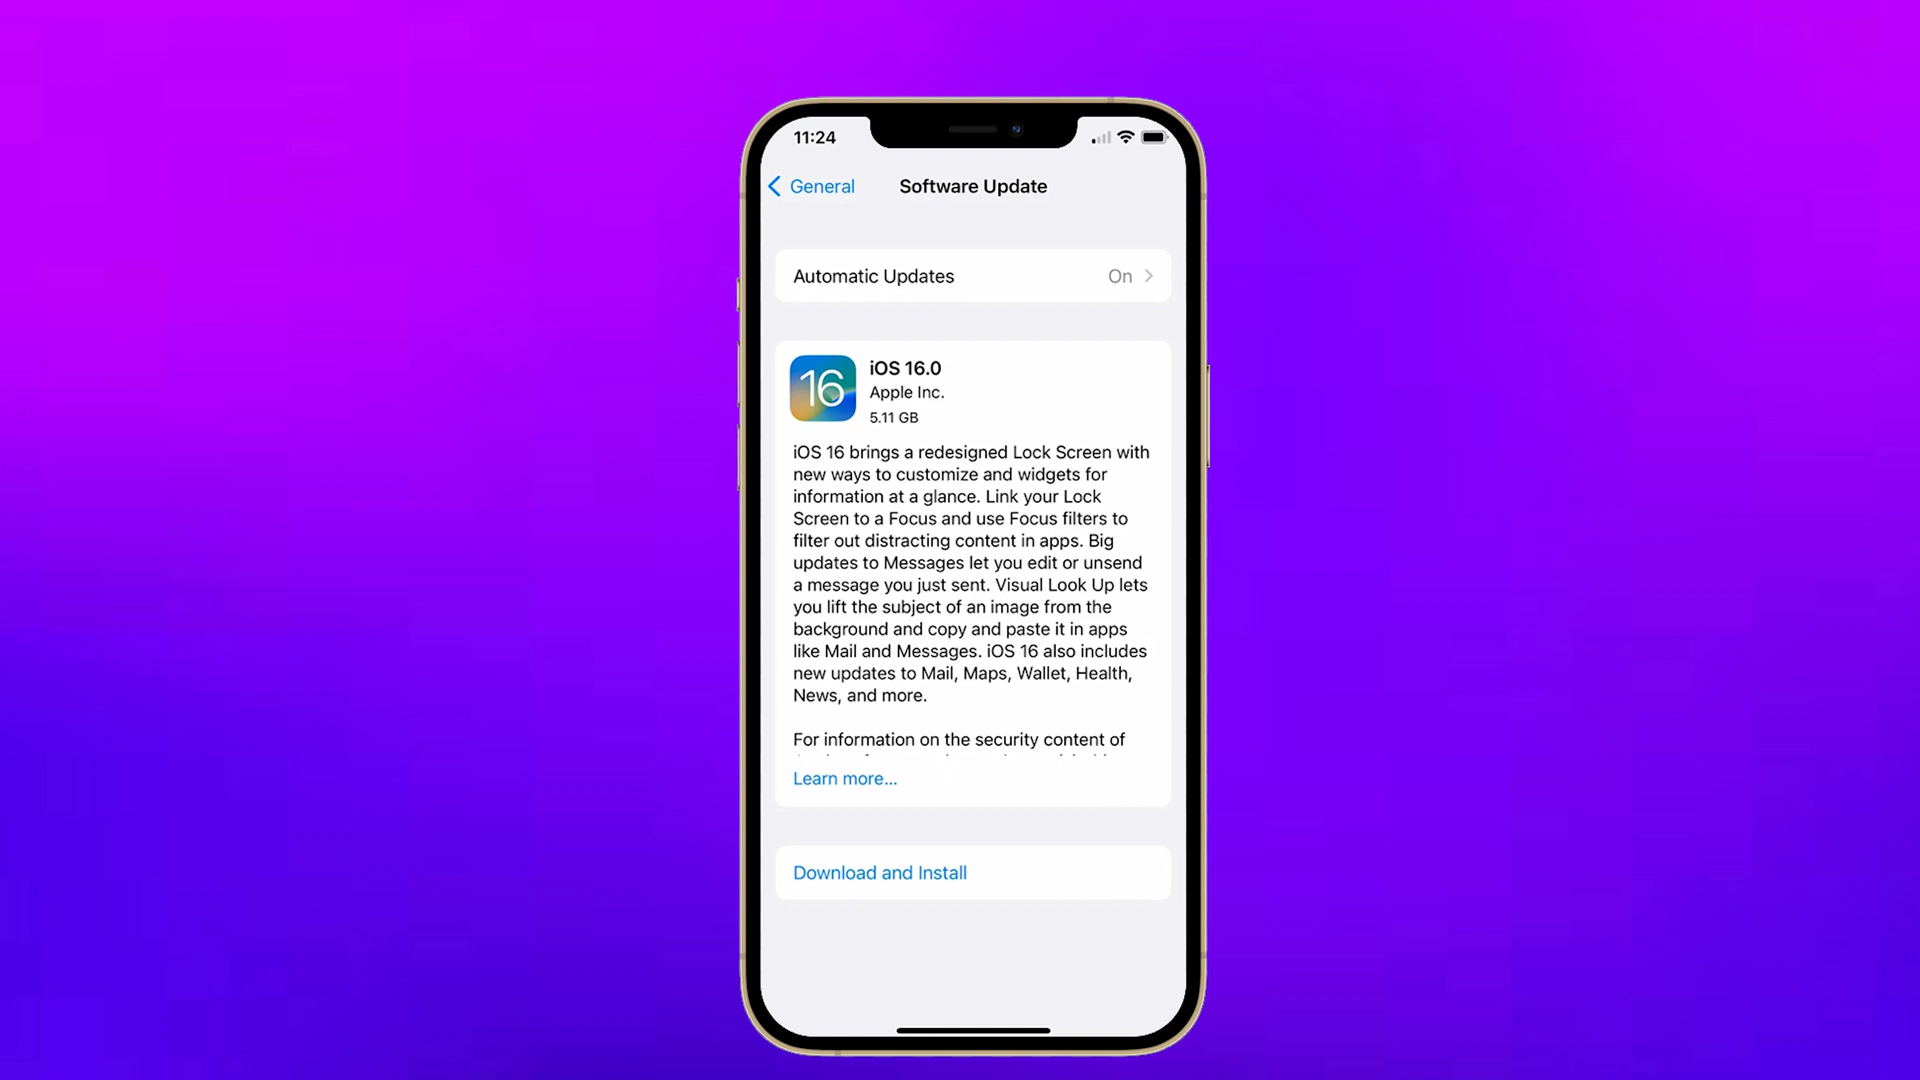 11:24
General
Software Update
Automatic Updates
On
16
iOS 16.0
Apple Inc.
5.11 GB
iOS 16 brings a redesigned Lock Screen with
new ways to customize and widgets for
information at a glance. Link your Lock
Screen to a Focus and use Focus filters to
filter out distracting content in apps. Big
updates to Messages let you edit or unsend
a message you just sent. Visual Look Up lets
you lift the subject of an image from the
background and copy and paste it in apps
like Mail and Messages. iOS 16 also includes
new updates to Mail, Maps, Wallet, Health,
News, and more.
For information on the security content of
Learn more...
Download and Install